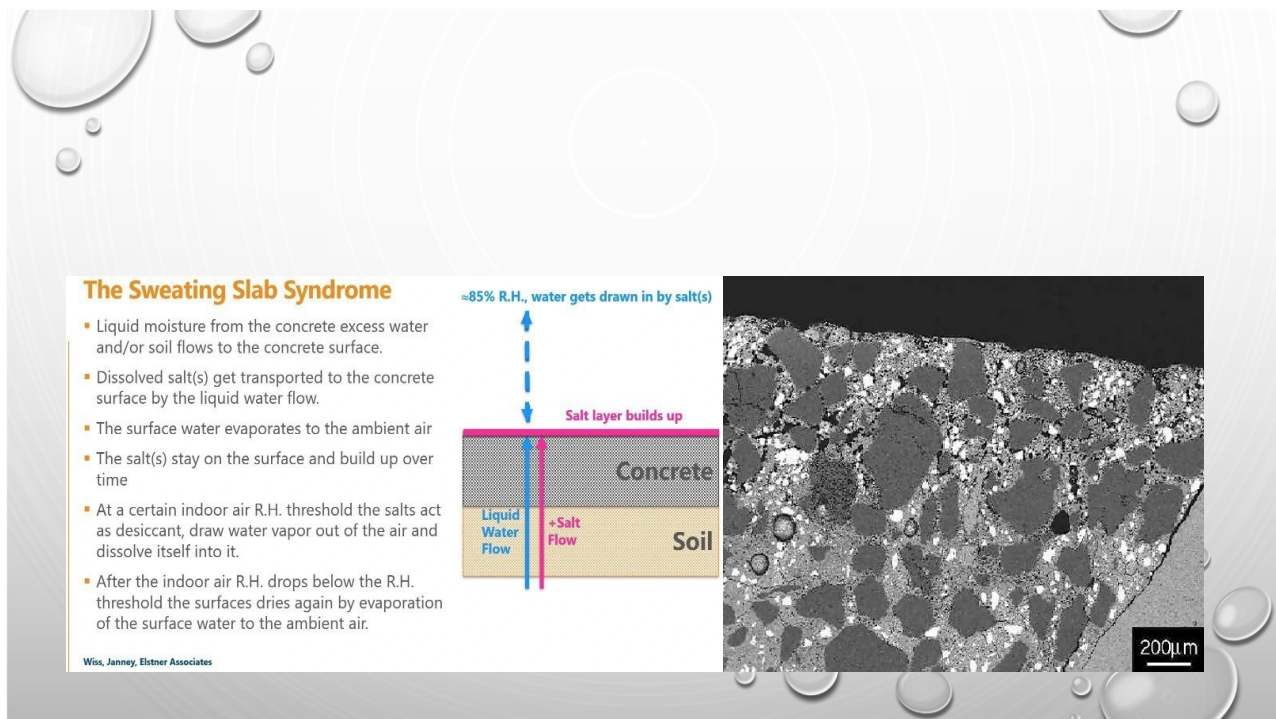 The Sweating Slab Syndrome
▪ Liquid moisture from the concrete excess water
and/or soil flows to the concrete surface.
▪ Dissolved salt(s) get transported to the concrete
surface by the liquid water flow.
▪ The surface water evaporates to the ambient air
▪ The salt(s) stay on the surface and build up over
time
▪ At a certain indoor air R.H. threshold the salts act
as desiccant, draw water vapor out of the air and
dissolve itself into it.
▪ After the indoor air R.H. drops below the R.H.
threshold the surfaces dries again by evaporation
of the surface water to the ambient air.
Wiss, Janney, Elstner Associates
≈85% R.H., water gets drawn in by salt(s)
Salt layer builds up
Concrete
Liquid
Water
Flow
+Salt
Flow
Soil
200µm